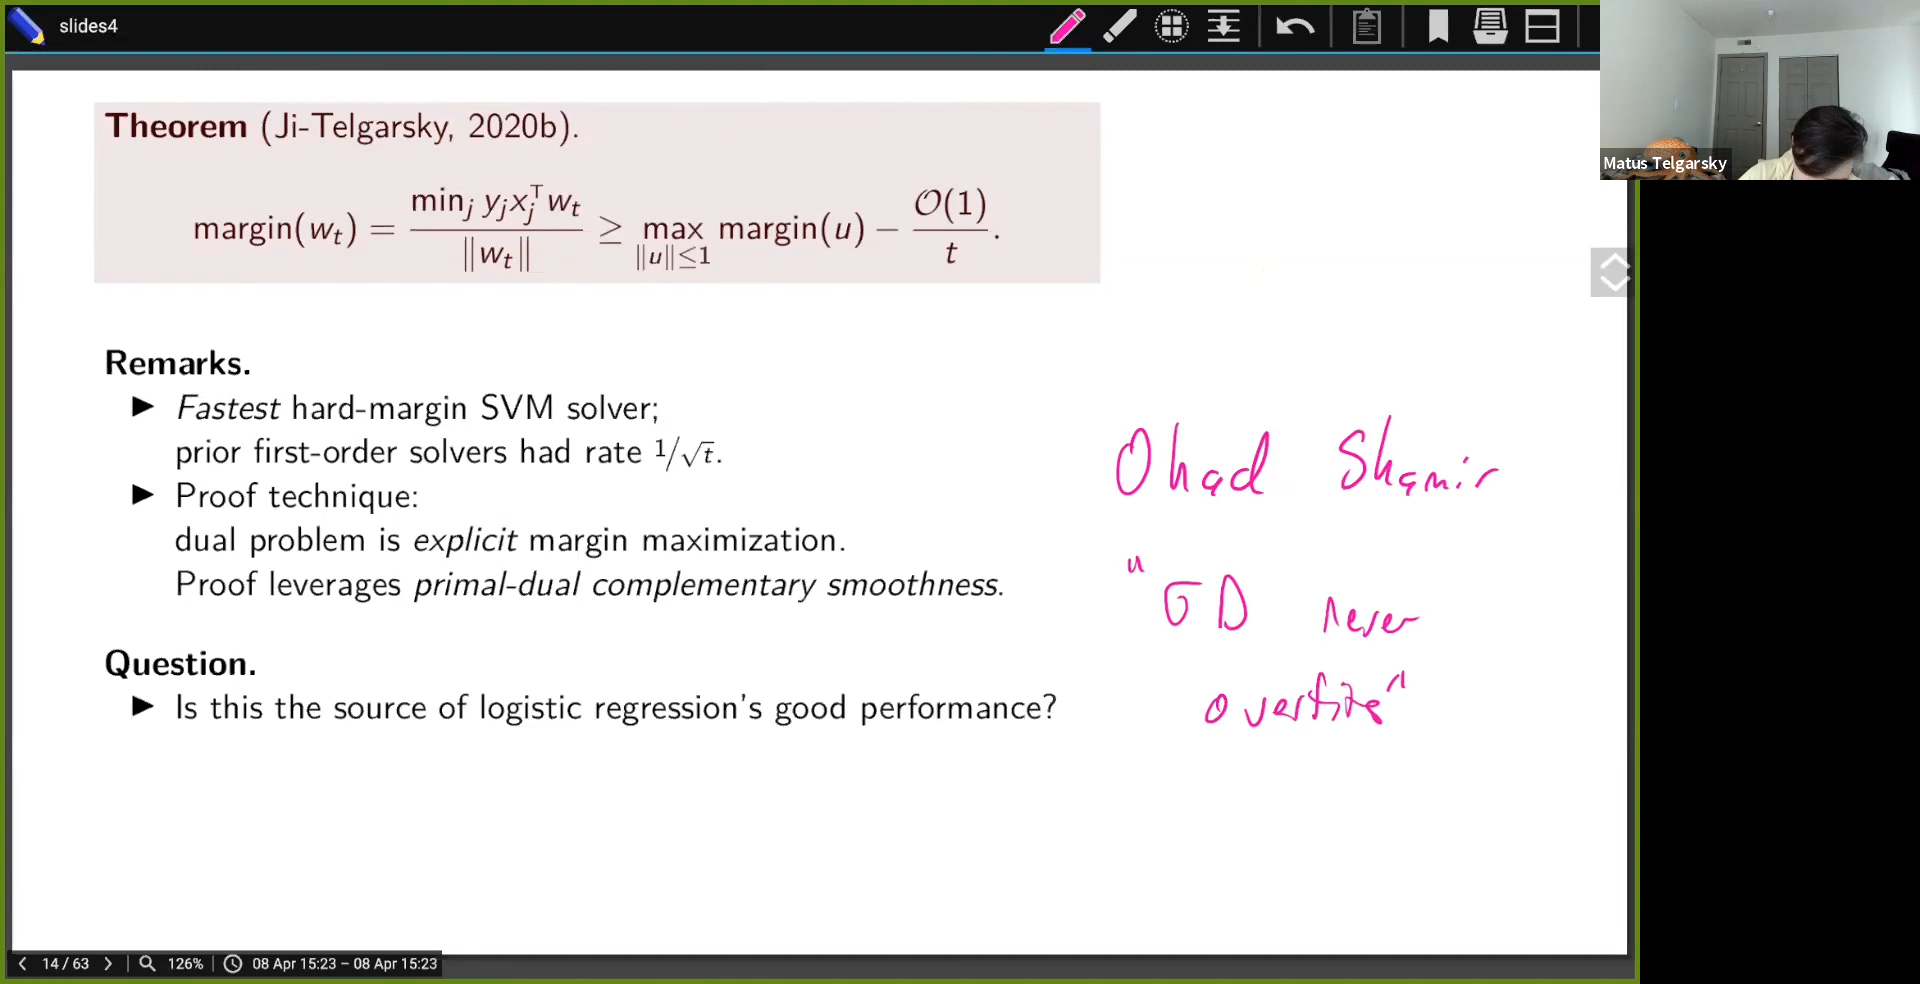 slides4
Matus Telgarsky
Theorem (Ji-Telgarsky, 2020b).
margin(w_t) = min_j y_j x_j^⊤ w_t / ‖w_t‖ ≥ max_{‖u‖≤1} margin(u) − 𝒪(1) / t.
Remarks.
▶ Fastest hard-margin SVM solver;
prior first-order solvers had rate 1/√t.
▶ Proof technique:
dual problem is explicit margin maximization.
Proof leverages primal-dual complementary smoothness.
Question.
▶ Is this the source of logistic regression's good performance?
Ohad Shamir
"GD never
overfits"
14 / 63 126% 08 Apr 15:23 – 08 Apr 15:23